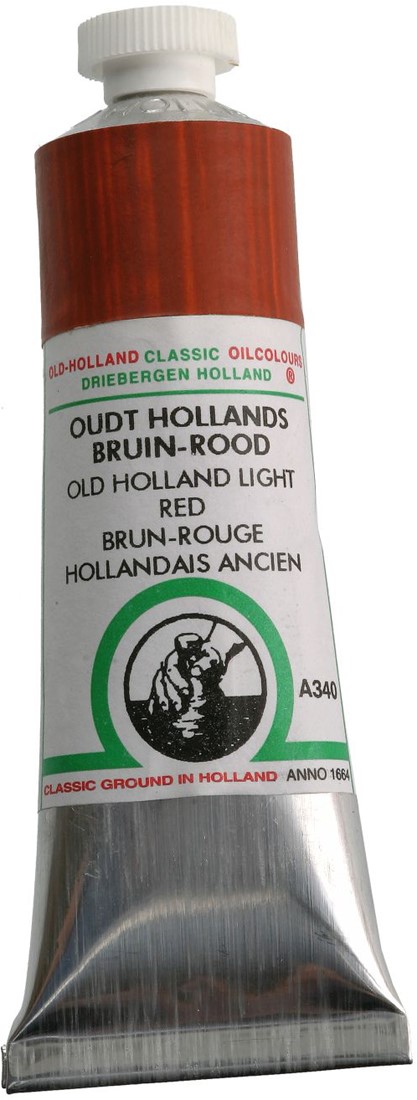 OLD-HOLLAND CLASSIC OILCOLOURS
DRIEBERGEN HOLLAND ®
OUDT HOLLANDS
BRUIN-ROOD
OLD HOLLAND LIGHT
RED
BRUN-ROUGE
HOLLANDAIS ANCIEN
A340
CLASSIC GROUND IN HOLLAND ANNO 1664